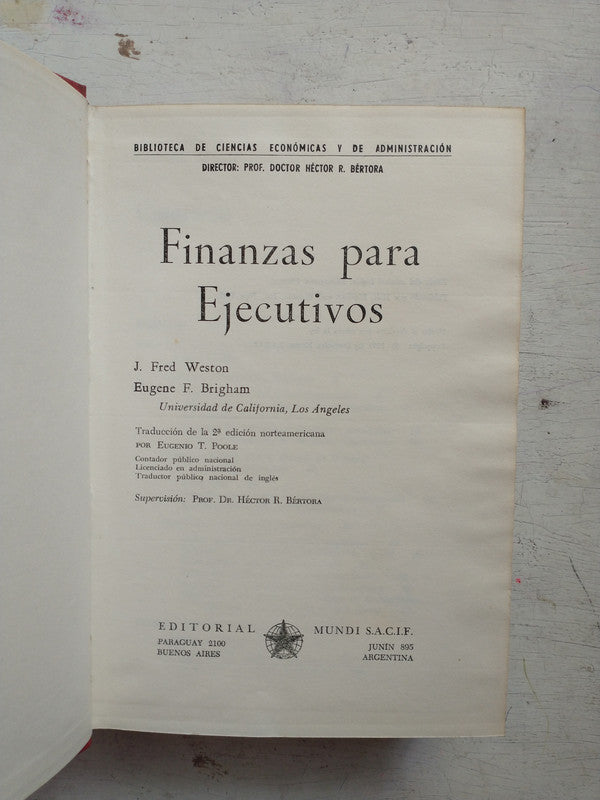 BIBLIOTECA DE CIENCIAS ECONÓMICAS Y DE ADMINISTRACIÓN
DIRECTOR: PROF. DOCTOR HÉCTOR R. BÉRTORA
Finanzas para
Ejecutivos
J. Fred Weston
Eugene F. Brigham
Universidad de California, Los Ángeles
Traducción de la 2ª edición norteamericana
POR EUGENIO T. POOLE
Contador público nacional
Licenciado en administración
Traductor público nacional de inglés
Supervisión: PROF. DR. HÉCTOR R. BÉRTORA
EDITORIAL MUNDI S.A.C.I.F.
PARAGUAY 2100 JUNÍN 895
BUENOS AIRES ARGENTINA